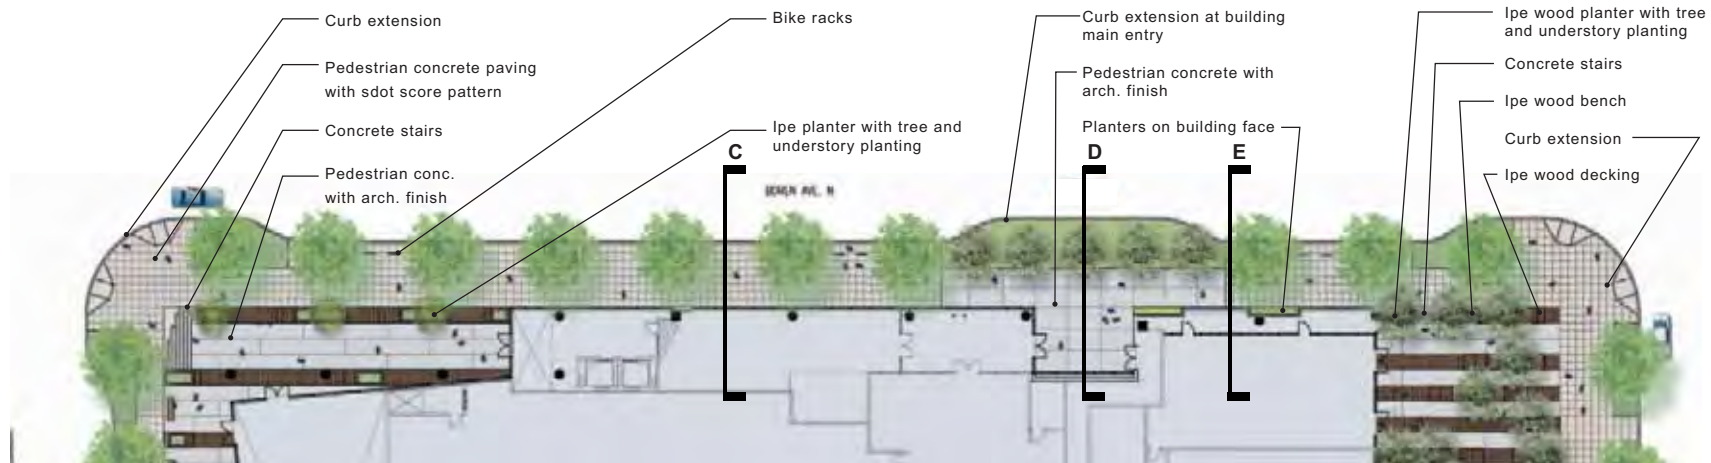 Curb extension
Pedestrian concrete paving
with sdot score pattern
Concrete stairs
Pedestrian conc.
with arch. finish
Bike racks
Ipe planter with tree and
understory planting
C
BOREN AVE. N
Curb extension at building
main entry
Pedestrian concrete with
arch. finish
Planters on building face
D
E
Ipe wood planter with tree
and understory planting
Concrete stairs
Ipe wood bench
Curb extension
Ipe wood decking